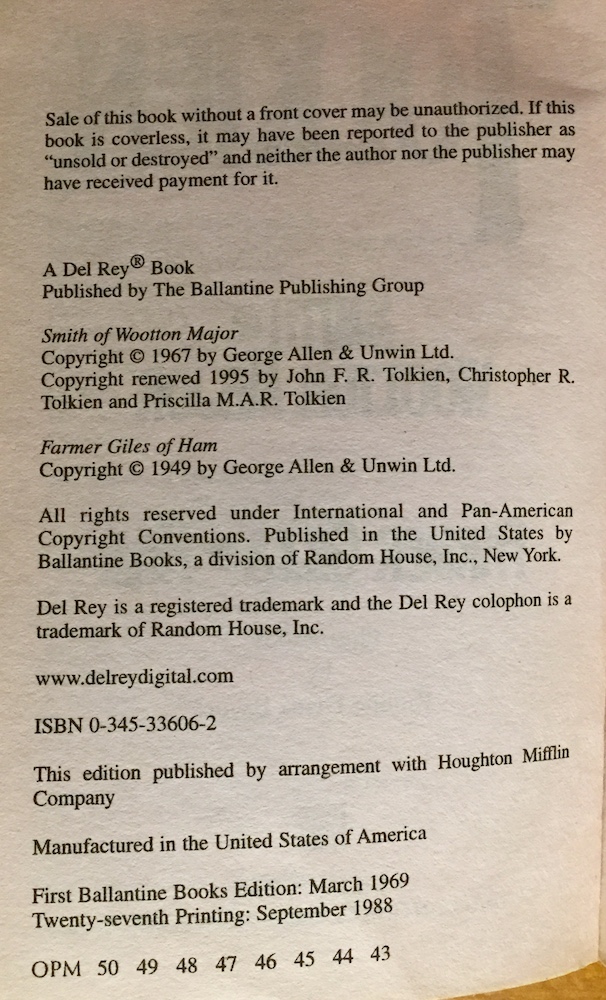 Sale of this book without a front cover may be unauthorized. If this
book is coverless, it may have been reported to the publisher as
“unsold or destroyed” and neither the author nor the publisher may
have received payment for it.
A Del Rey® Book
Published by The Ballantine Publishing Group
Smith of Wootton Major
Copyright © 1967 by George Allen & Unwin Ltd.
Copyright renewed 1995 by John F. R. Tolkien, Christopher R.
Tolkien and Priscilla M.A.R. Tolkien
Farmer Giles of Ham
Copyright © 1949 by George Allen & Unwin Ltd.
All rights reserved under International and Pan-American
Copyright Conventions. Published in the United States by
Ballantine Books, a division of Random House, Inc., New York.
Del Rey is a registered trademark and the Del Rey colophon is a
trademark of Random House, Inc.
www.delreydigital.com
ISBN 0-345-33606-2
This edition published by arrangement with Houghton Mifflin
Company
Manufactured in the United States of America
First Ballantine Books Edition: March 1969
Twenty-seventh Printing: September 1988
OPM 50 49 48 47 46 45 44 43